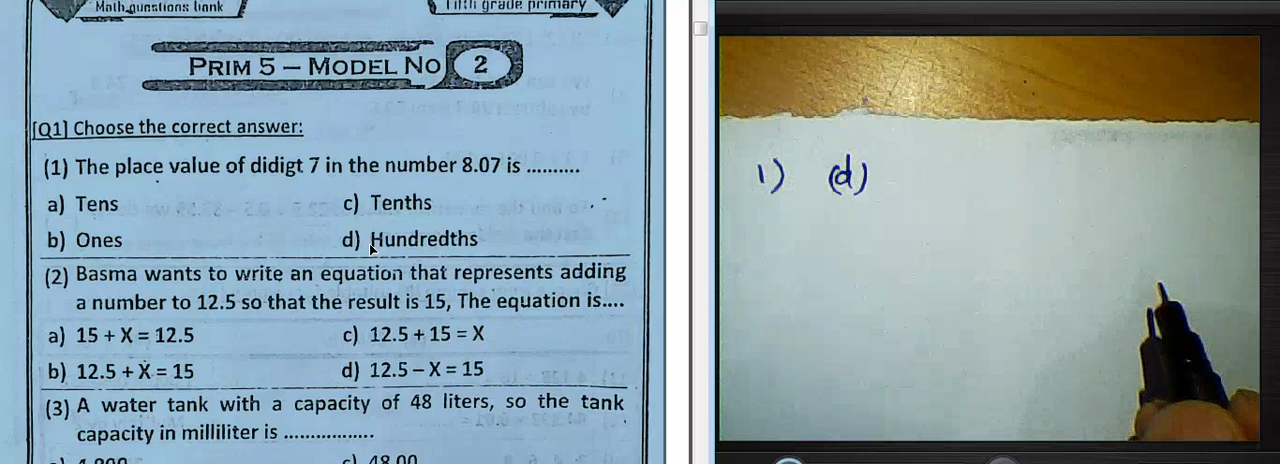 Math questions bank
Fifth grade primary
PRIM 5 – MODEL NO 2
[Q1] Choose the correct answer:
(1) The place value of didigt 7 in the number 8.07 is ..........
a) Tens
c) Tenths
b) Ones
d) Hundredths
(2) Basma wants to write an equation that represents adding
a number to 12.5 so that the result is 15, The equation is....
a) 15 + X = 12.5
c) 12.5 + 15 = X
b) 12.5 + X = 15
d) 12.5 – X = 15
(3) A water tank with a capacity of 48 liters, so the tank
capacity in milliliter is .................
a) 4,800
c) 48.00
1) (d)